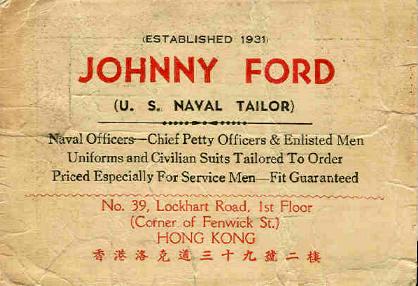 (ESTABLISHED 1931)
JOHNNY FORD
(U. S. NAVAL TAILOR)
Naval Officers—Chief Petty Officers & Enlisted Men
Uniforms and Civilian Suits Tailored To Order
Priced Especially For Service Men—Fit Guaranteed
No. 39, Lockhart Road, 1st Floor
(Corner of Fenwick St.)
HONG KONG
香港洛克道三十九號二樓